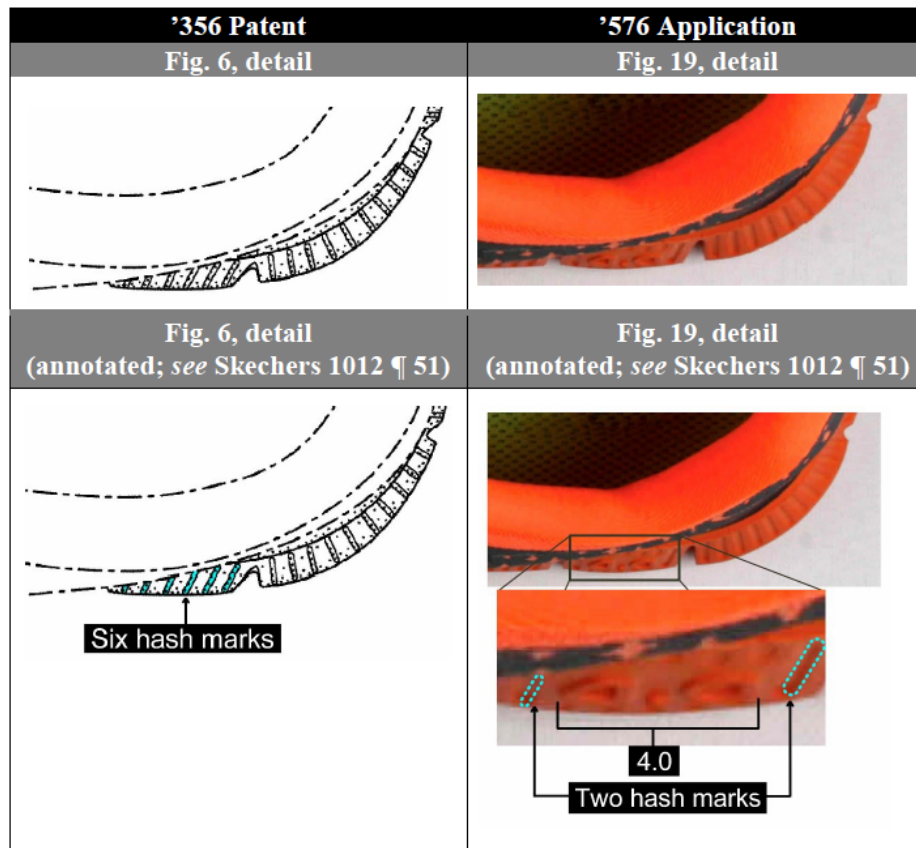 ’356 Patent
’576 Application
Fig. 6, detail
Fig. 19, detail
Fig. 6, detail
(annotated; see Skechers 1012 ¶ 51)
Fig. 19, detail
(annotated; see Skechers 1012 ¶ 51)
Six hash marks
4.0
Two hash marks